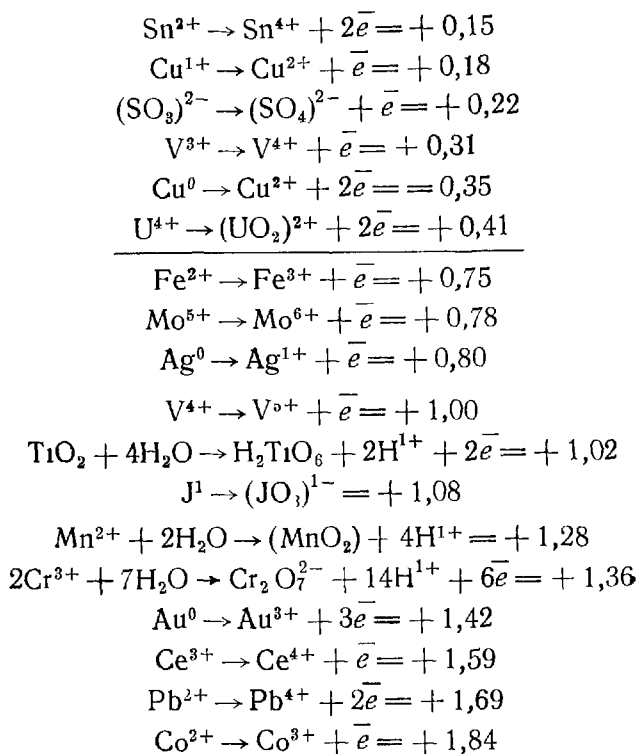 Sn²⁺ → Sn⁴⁺ + 2e̅ = + 0,15
Cu¹⁺ → Cu²⁺ + e̅ = + 0,18
(SO₃)²⁻ → (SO₄)²⁻ + e̅ = + 0,22
V³⁺ → V⁴⁺ + e̅ = + 0,31
Cu⁰ → Cu²⁺ + 2e̅ = = 0,35
U⁴⁺ → (UO₂)²⁺ + 2e̅ = + 0,41
Fe²⁺ → Fe³⁺ + e̅ = + 0,75
Mo⁵⁺ → Mo⁶⁺ + e̅ = + 0,78
Ag⁰ → Ag¹⁺ + e̅ = + 0,80
V⁴⁺ → V⁵⁺ + e̅ = + 1,00
TiO₂ + 4H₂O → H₂TiO₆ + 2H¹⁺ + 2e̅ = + 1,02
J¹ → (JO₃)¹⁻ = + 1,08
Mn²⁺ + 2H₂O → (MnO₂) + 4H¹⁺ = + 1,28
2Cr³⁺ + 7H₂O → Cr₂O₇²⁻ + 14H¹⁺ + 6e̅ = + 1,36
Au⁰ → Au³⁺ + 3e̅ = + 1,42
Ce³⁺ → Ce⁴⁺ + e̅ = + 1,59
Pb²⁺ → Pb⁴⁺ + 2e̅ = + 1,69
Co²⁺ → Co³⁺ + e̅ = + 1,84